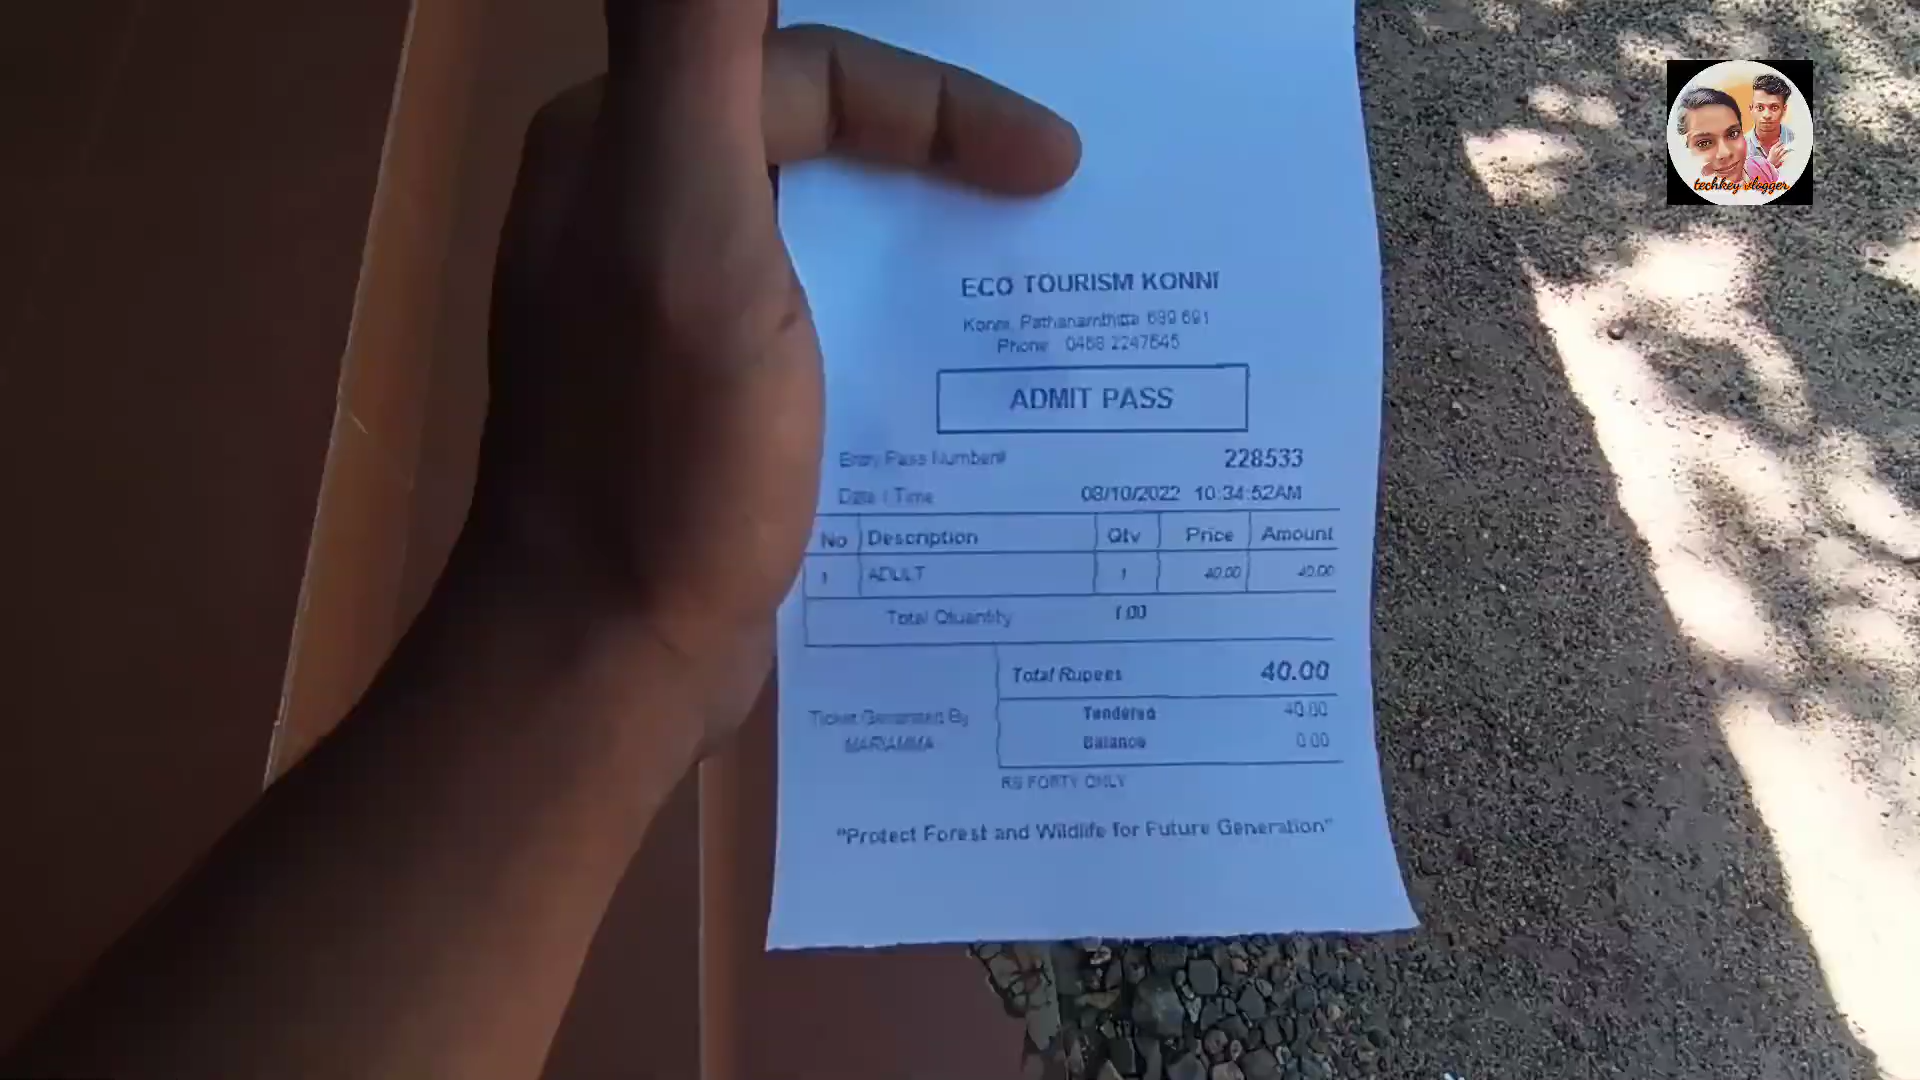 techkey vlogger
ECO TOURISM KONNI
Konni, Pathanamthitta 689 691
Phone 0468 2247645
ADMIT PASS
Entry Pass Number# 228533
Date / Time 08/10/2022 10:34:52AM
No Description Qty Price Amount
1 ADULT 1 40.00 40.00
Total Quantity 1.00
Total Rupees 40.00
Ticket Generated By
MARIAMMA
Tendered 40.00
Balance 0.00
RS FORTY ONLY
"Protect Forest and Wildlife for Future Generation"